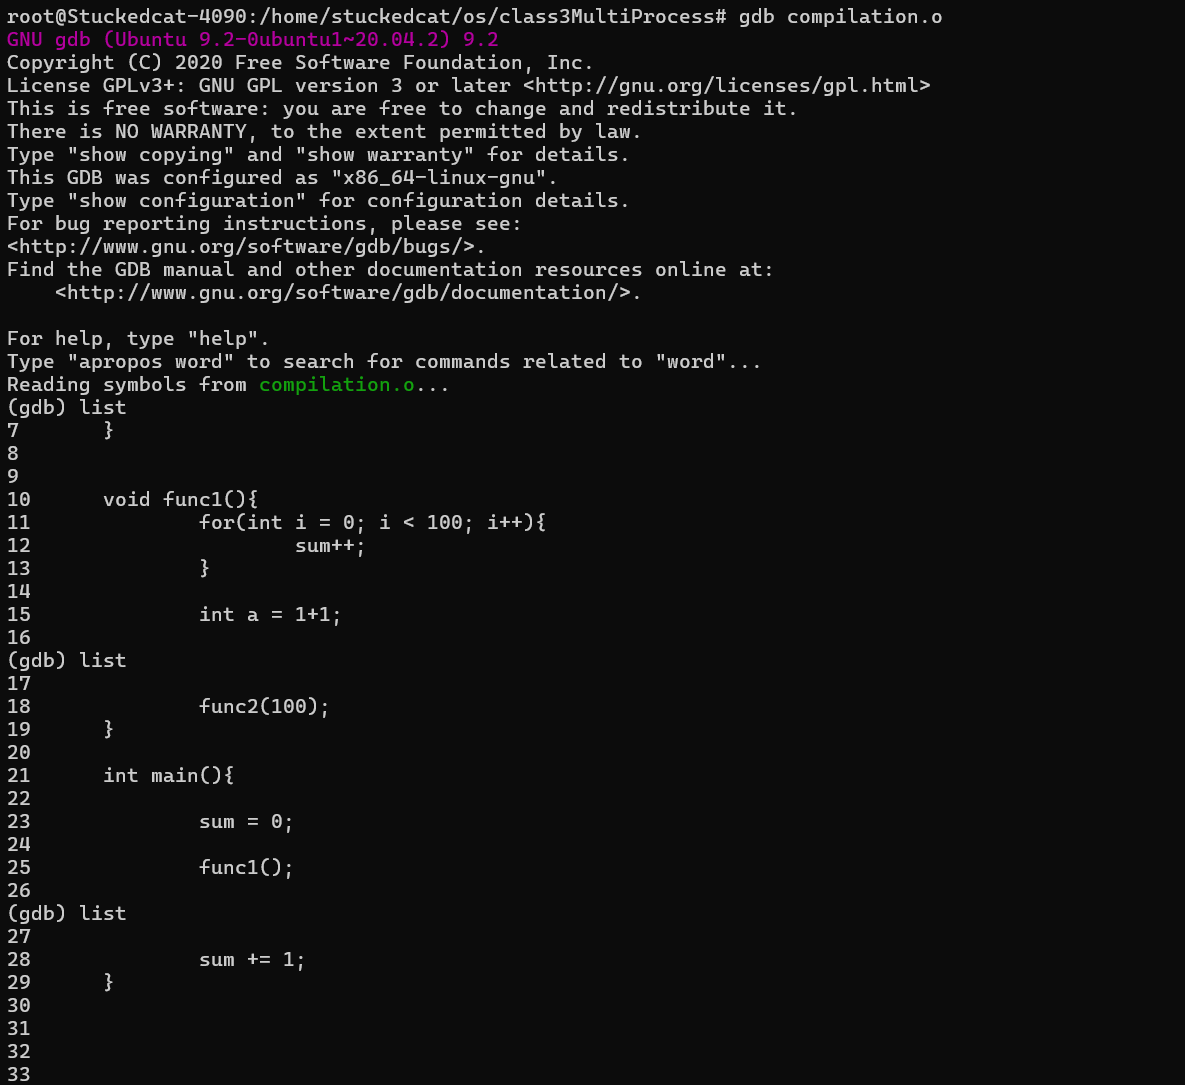 root@Stuckedcat-4090:/home/stuckedcat/os/class3MultiProcess# gdb compilation.o
GNU gdb (Ubuntu 9.2-0ubuntu1~20.04.2) 9.2
Copyright (C) 2020 Free Software Foundation, Inc.
License GPLv3+: GNU GPL version 3 or later <http://gnu.org/licenses/gpl.html>
This is free software: you are free to change and redistribute it.
There is NO WARRANTY, to the extent permitted by law.
Type "show copying" and "show warranty" for details.
This GDB was configured as "x86_64-linux-gnu".
Type "show configuration" for configuration details.
For bug reporting instructions, please see:
<http://www.gnu.org/software/gdb/bugs/>.
Find the GDB manual and other documentation resources online at:
    <http://www.gnu.org/software/gdb/documentation/>.

For help, type "help".
Type "apropos word" to search for commands related to "word"...
Reading symbols from compilation.o...
(gdb) list
7       }
8
9
10      void func1(){
11              for(int i = 0; i < 100; i++){
12                      sum++;
13              }
14
15              int a = 1+1;
16
(gdb) list
17
18              func2(100);
19      }
20
21      int main(){
22
23              sum = 0;
24
25              func1();
26
(gdb) list
27
28              sum += 1;
29      }
30
31
32
33